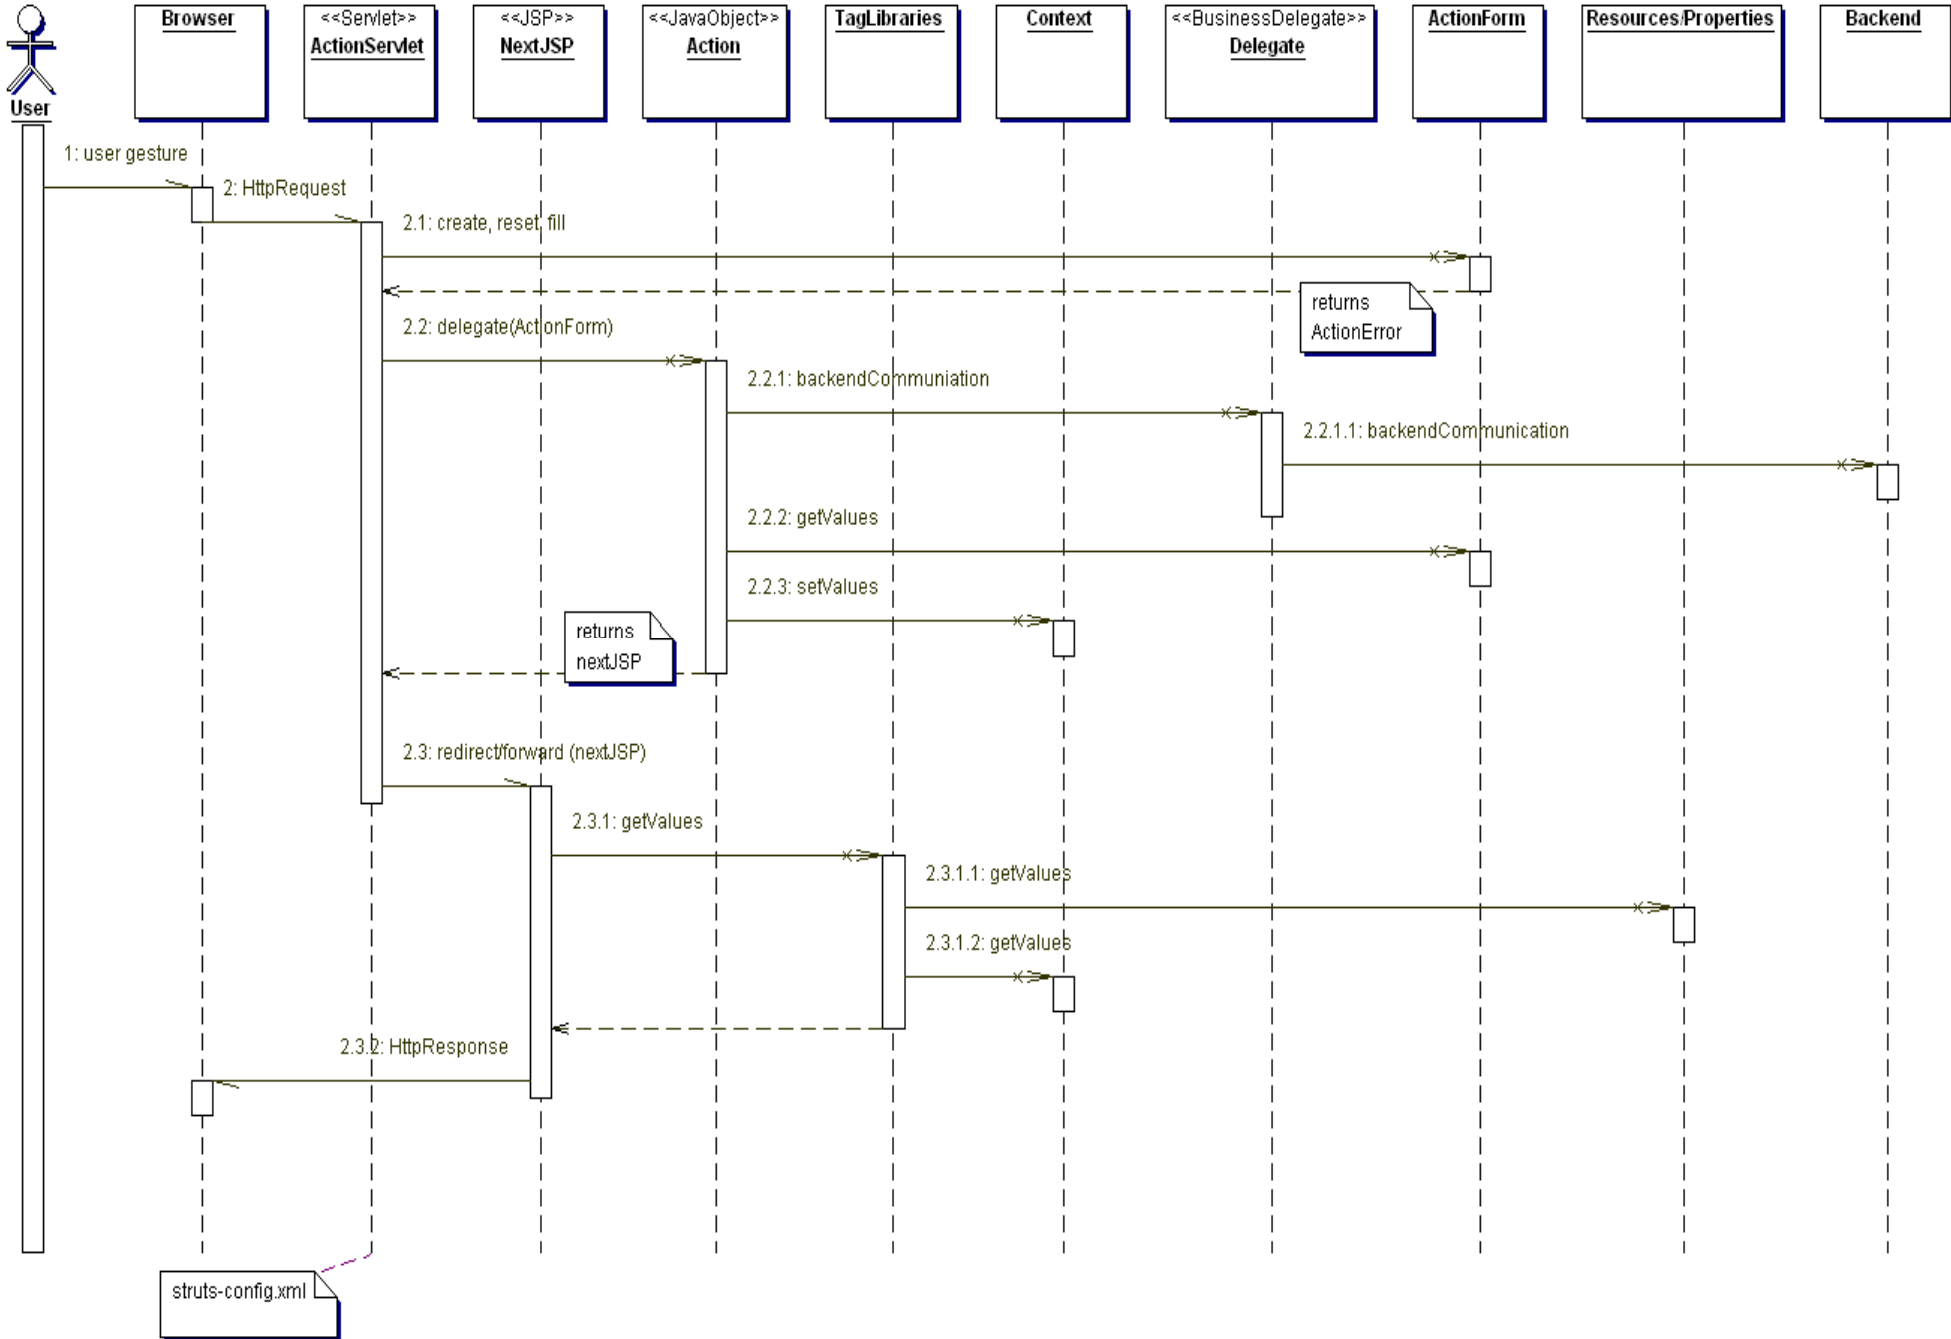 Browser
<<Servlet>>
ActionServlet
<<JSP>>
NextJSP
<<JavaObject>>
Action
TagLibraries
Context
<<BusinessDelegate>>
Delegate
ActionForm
Resources/Properties
Backend
User
1: user gesture
2: HttpRequest
2.1: create, reset, fill
returns
ActionError
2.2: delegate(ActionForm)
2.2.1: backendCommuniation
2.2.1.1: backendCommunication
2.2.2: getValues
2.2.3: setValues
returns
nextJSP
2.3: redirect/forward (nextJSP)
2.3.1: getValues
2.3.1.1: getValues
2.3.1.2: getValues
2.3.2: HttpResponse
struts-config.xml